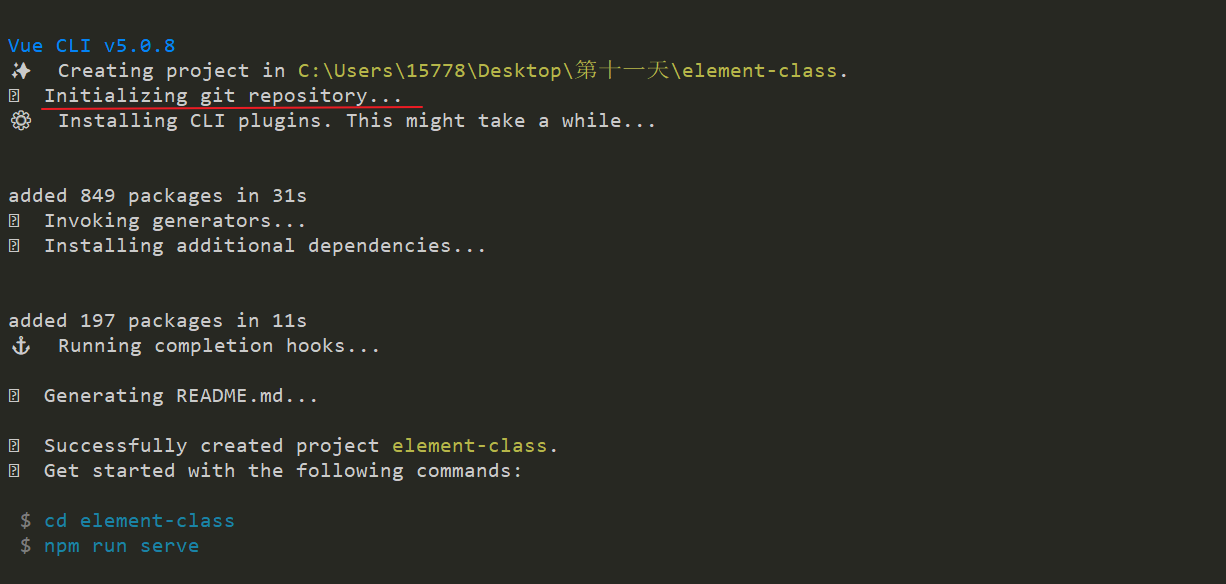 Vue CLI v5.0.8
✨  Creating project in C:\Users\15778\Desktop\第十一天\element-class.
⍰  Initializing git repository...
⚙  Installing CLI plugins. This might take a while...
added 849 packages in 31s
⍰  Invoking generators...
⍰  Installing additional dependencies...
added 197 packages in 11s
⚓  Running completion hooks...
⍰  Generating README.md...
⍰  Successfully created project element-class.
⍰  Get started with the following commands:
$ cd element-class
$ npm run serve